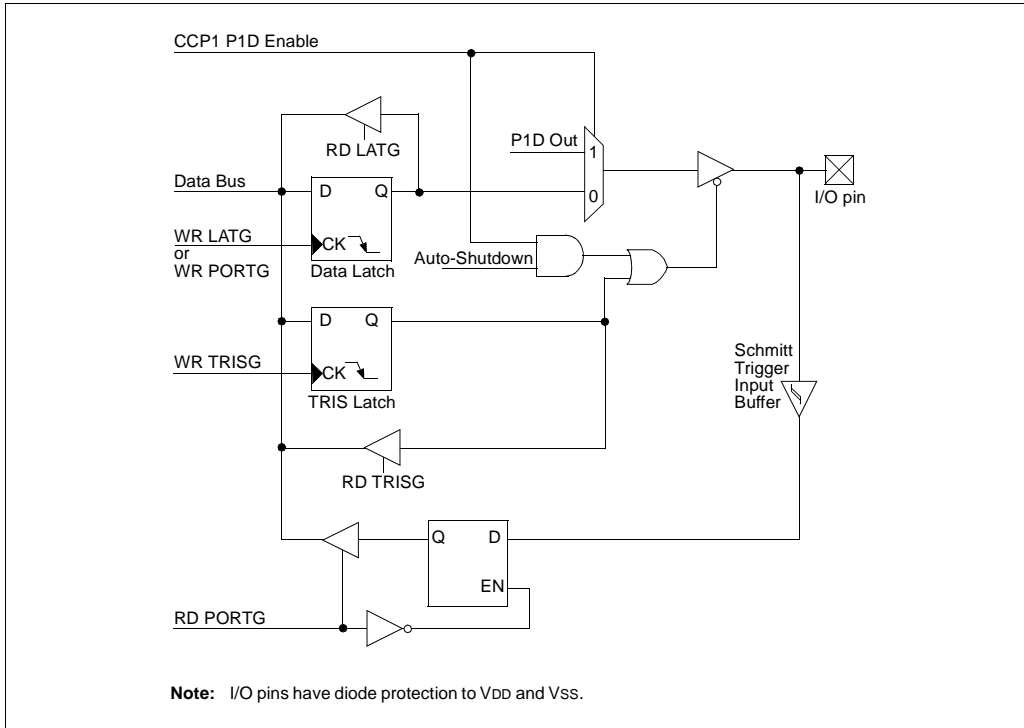 CCP1 P1D Enable
RD LATG
P1D Out
1
Data Bus
D Q
0
I/O pin
WR LATG
or
WR PORTG
CK
Data Latch
Auto-Shutdown
D Q
WR TRISG
CK
TRIS Latch
Schmitt
Trigger
Input
Buffer
RD TRISG
Q D
EN
RD PORTG
Note: I/O pins have diode protection to VDD and VSS.